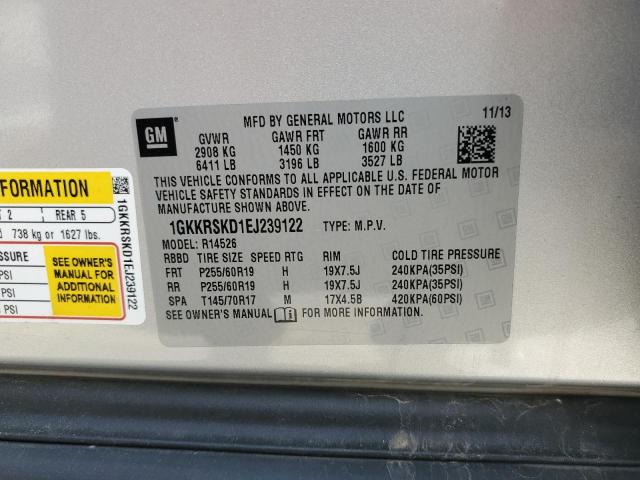 GM
MFD BY GENERAL MOTORS LLC 11/13
GVWR GAWR FRT GAWR RR
2908 KG 1450 KG 1600 KG
6411 LB 3196 LB 3527 LB
THIS VEHICLE CONFORMS TO ALL APPLICABLE U.S. FEDERAL MOTOR
VEHICLE SAFETY STANDARDS IN EFFECT ON THE DATE OF
MANUFACTURE SHOWN ABOVE.
1GKKRSKD1EJ239122 TYPE: M.P.V.
MODEL: R14526
RBBD TIRE SIZE SPEED RTG RIM COLD TIRE PRESSURE
FRT P255/60R19 H 19X7.5J 240KPA(35PSI)
RR P255/60R19 H 19X7.5J 240KPA(35PSI)
SPA T145/70R17 M 17X4.5B 420KPA(60PSI)
SEE OWNER'S MANUAL i FOR MORE INFORMATION.
FORMATION
2 REAR 5
738 kg or 1627 lbs.
SEE OWNER'S
MANUAL FOR
ADDITIONAL
INFORMATION
PSI
PSI
PSI
1GKKRSKD1EJ239122